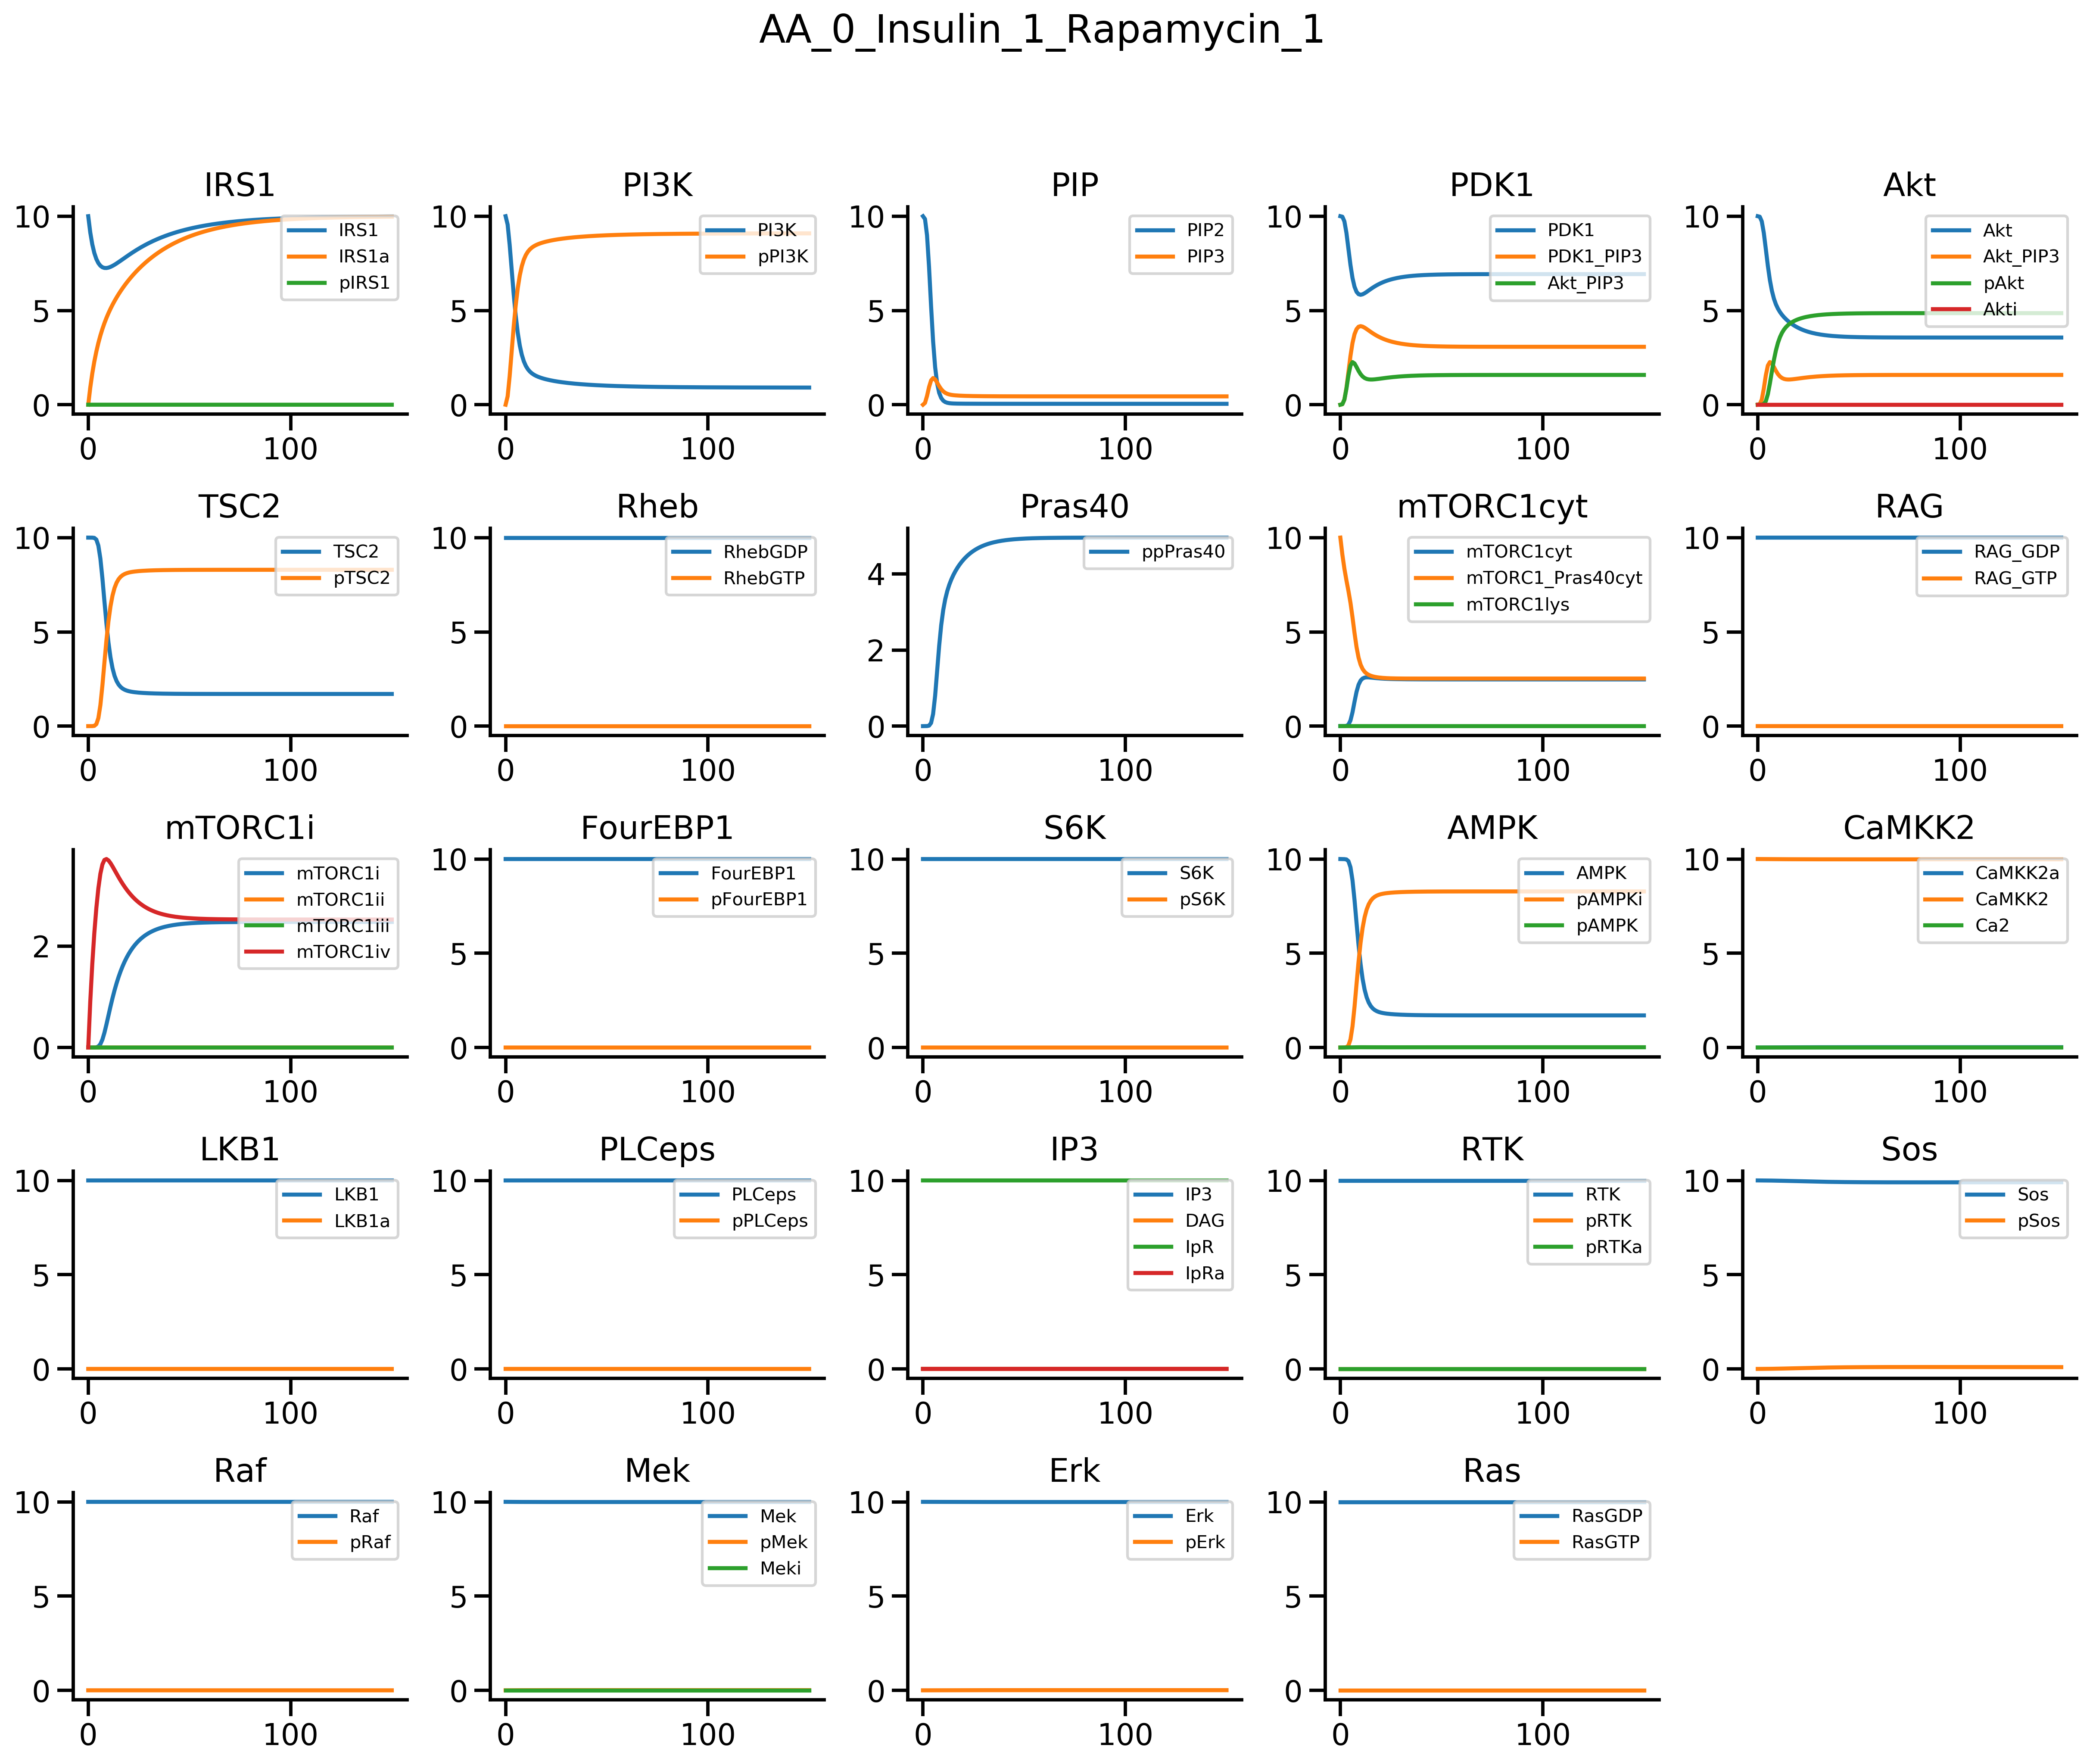 AA_0_Insulin_1_Rapamycin_1
IRS1
10
5
0
0 100
IRS1
IRS1a
pIRS1
PI3K
10
5
0
0 100
PI3K
pPI3K
PIP
10
5
0
0 100
PIP2
PIP3
PDK1
10
5
0
0 100
PDK1
PDK1_PIP3
Akt_PIP3
Akt
10
5
0
0 100
Akt
Akt_PIP3
pAkt
Akti
TSC2
10
5
0
0 100
TSC2
pTSC2
Rheb
10
5
0
0 100
RhebGDP
RhebGTP
Pras40
4
2
0
0 100
ppPras40
mTORC1cyt
10
5
0
0 100
mTORC1cyt
mTORC1_Pras40cyt
mTORC1lys
RAG
10
5
0
0 100
RAG_GDP
RAG_GTP
mTORC1i
2
0
0 100
mTORC1i
mTORC1ii
mTORC1iii
mTORC1iv
FourEBP1
10
5
0
0 100
FourEBP1
pFourEBP1
S6K
10
5
0
0 100
S6K
pS6K
AMPK
10
5
0
0 100
AMPK
pAMPKi
pAMPK
CaMKK2
10
5
0
0 100
CaMKK2a
CaMKK2
Ca2
LKB1
10
5
0
0 100
LKB1
LKB1a
PLCeps
10
5
0
0 100
PLCeps
pPLCeps
IP3
10
5
0
0 100
IP3
DAG
IpR
IpRa
RTK
10
5
0
0 100
RTK
pRTK
pRTKa
Sos
10
5
0
0 100
Sos
pSos
Raf
10
5
0
0 100
Raf
pRaf
Mek
10
5
0
0 100
Mek
pMek
Meki
Erk
10
5
0
0 100
Erk
pErk
Ras
10
5
0
0 100
RasGDP
RasGTP